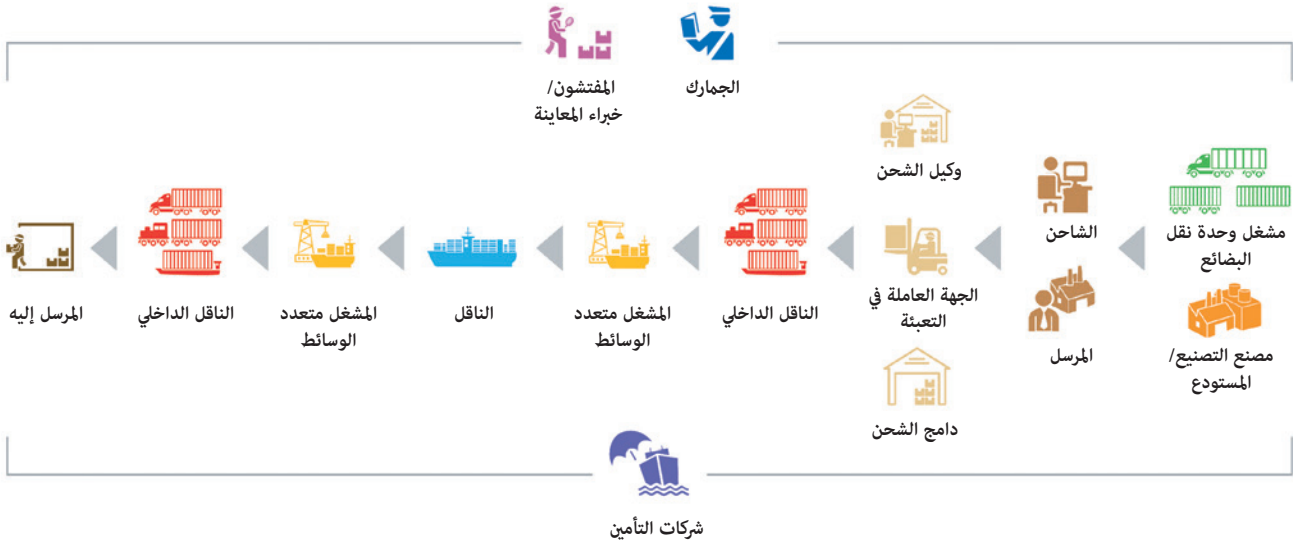 الجمارك
المفتشون/
خبراء المعاينة
مشغل وحدة نقل
البضائع
مصنع التصنيع/
المستودع
الشاحن
المرسل
وكيل الشحن
الجهة العاملة في
التعبئة
دامج الشحن
الناقل الداخلي
المشغل متعدد
الوسائط
الناقل
المشغل متعدد
الوسائط
الناقل الداخلي
المرسل إليه
شركات التأمين